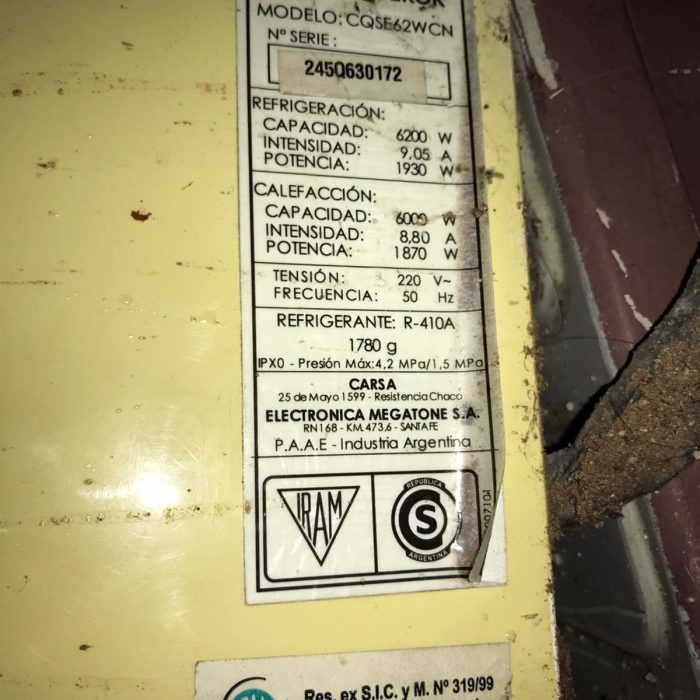 MODELO: CQSE62WCN
Nº SERIE:
245Q630172
REFRIGERACIÓN:
CAPACIDAD: 6200 W
INTENSIDAD: 9,05 A
POTENCIA: 1930 W
CALEFACCIÓN:
CAPACIDAD: 6000 W
INTENSIDAD: 8,80 A
POTENCIA: 1870 W
TENSIÓN: 220 V~
FRECUENCIA: 50 Hz
REFRIGERANTE: R-410A
1780 g
IPX0 - Presión Máx:4,2 MPa/1,5 MPa
CARSA
25 de Mayo 1599 - Resistencia Chaco
ELECTRONICA MEGATONE S.A.
RN168 - KM. 473,6 - SANTA FE
P.A.A.E - Industria Argentina
IRAM
REPUBLICA
S
ARGENTINA
Res. ex S.I.C. y M. Nº 319/99